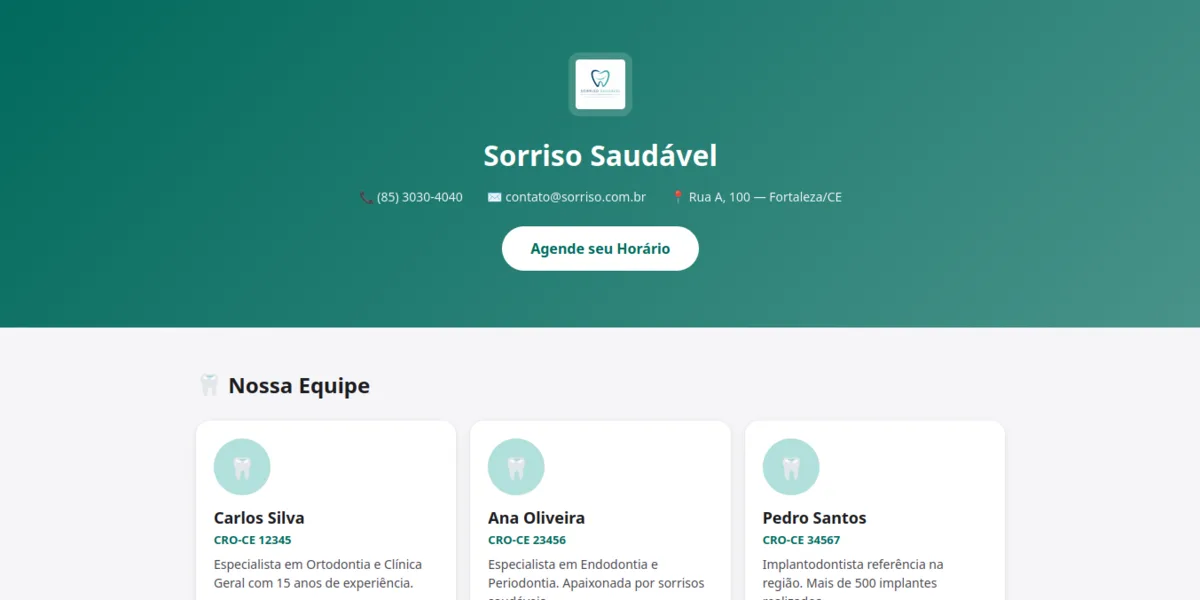 SORRISO SAUDÁVEL
Sorriso Saudável
(85) 3030-4040
contato@sorriso.com.br
Rua A, 100 — Fortaleza/CE
Agende seu Horário
Nossa Equipe
Carlos Silva
CRO-CE 12345
Especialista em Ortodontia e Clínica
Geral com 15 anos de experiência.
Ana Oliveira
CRO-CE 23456
Especialista em Endodontia e
Periodontia. Apaixonada por sorrisos
Pedro Santos
CRO-CE 34567
Implantodontista referência na
região. Mais de 500 implantes